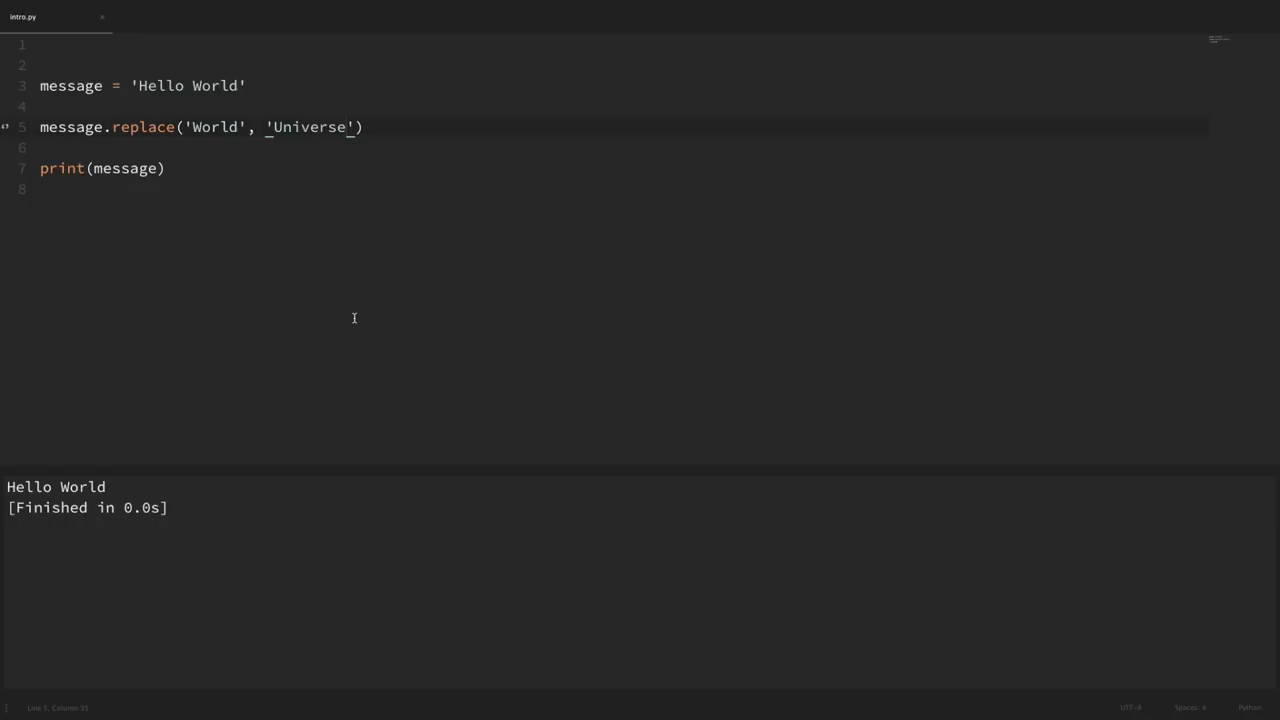 intro.py ×
1
2
3 message = 'Hello World'
4
5 message.replace('World', 'Universe')
6
7 print(message)
8
Hello World
[Finished in 0.0s]
Line 5, Column 35 UTF-8 Spaces: 4 Python